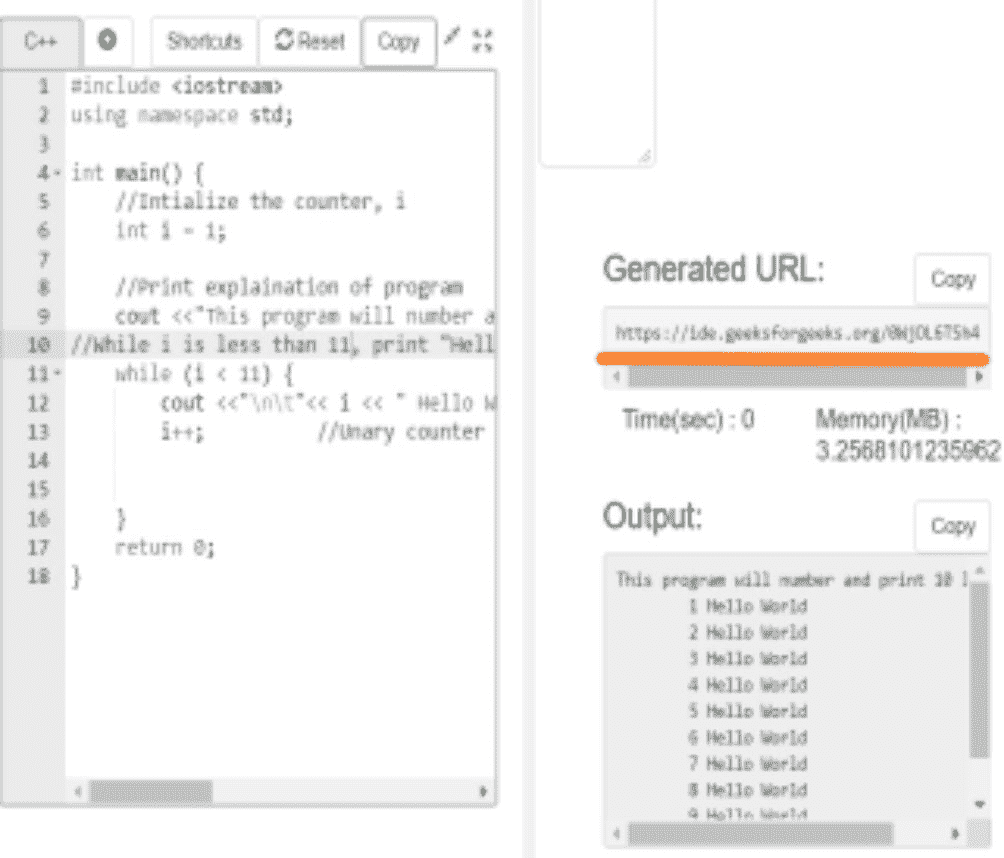 C++ Shortcuts Reset Copy
1 #include <iostream>
2 using namespace std;
3
4 int main() {
5 //Intialize the counter, i
6 int i = 1;
7
8 //Print explaination of program
9 cout <<"This program will number a
10 //While i is less than 11, print "Hell
11 while (i < 11) {
12 cout <<"\n\t"<< i << " Hello W
13 i++; //Unary counter
14
15
16 }
17 return 0;
18 }
Generated URL:
Copy
Time(sec) : 0 Memory(MB) :
3.2568101235962
Output:
Copy
This program will number and print 10 l
1 Hello World
2 Hello World
3 Hello World
4 Hello World
5 Hello World
6 Hello World
7 Hello World
8 Hello World
9 Hello World